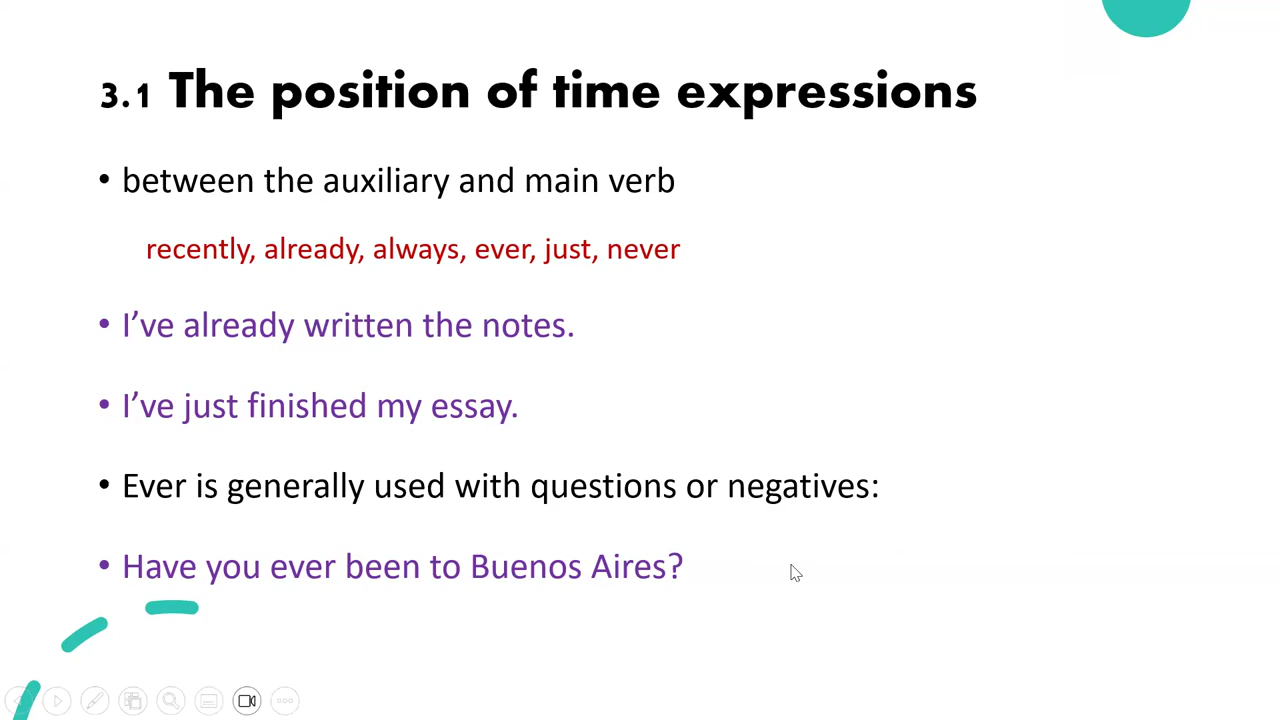 3.1 The position of time expressions
• between the auxiliary and main verb
recently, already, always, ever, just, never
• I’ve already written the notes.
• I’ve just finished my essay.
• Ever is generally used with questions or negatives:
• Have you ever been to Buenos Aires?